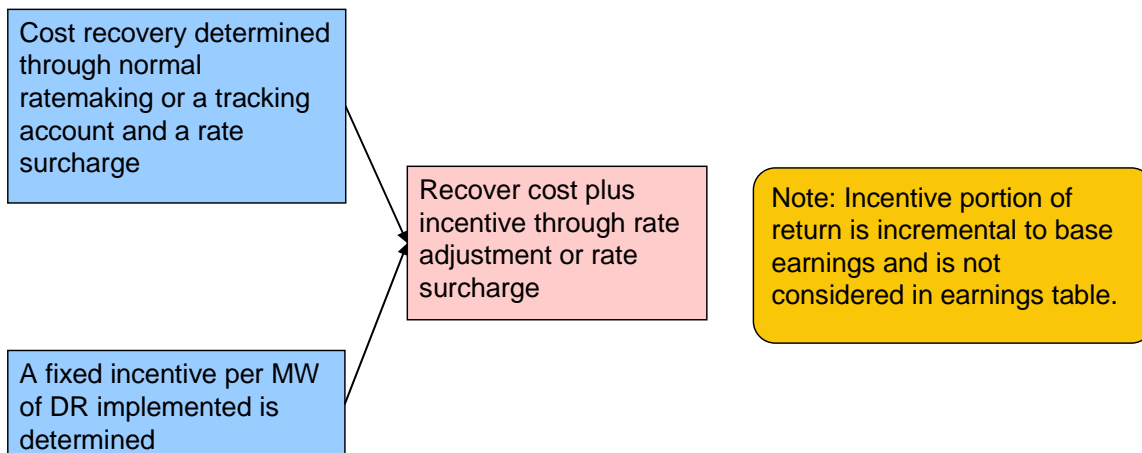 Cost recovery determined
through normal
ratemaking or a tracking
account and a rate
surcharge
Recover cost plus
incentive through rate
adjustment or rate
surcharge
Note: Incentive portion of
return is incremental to base
earnings and is not
considered in earnings table.
A fixed incentive per MW
of DR implemented is
determined